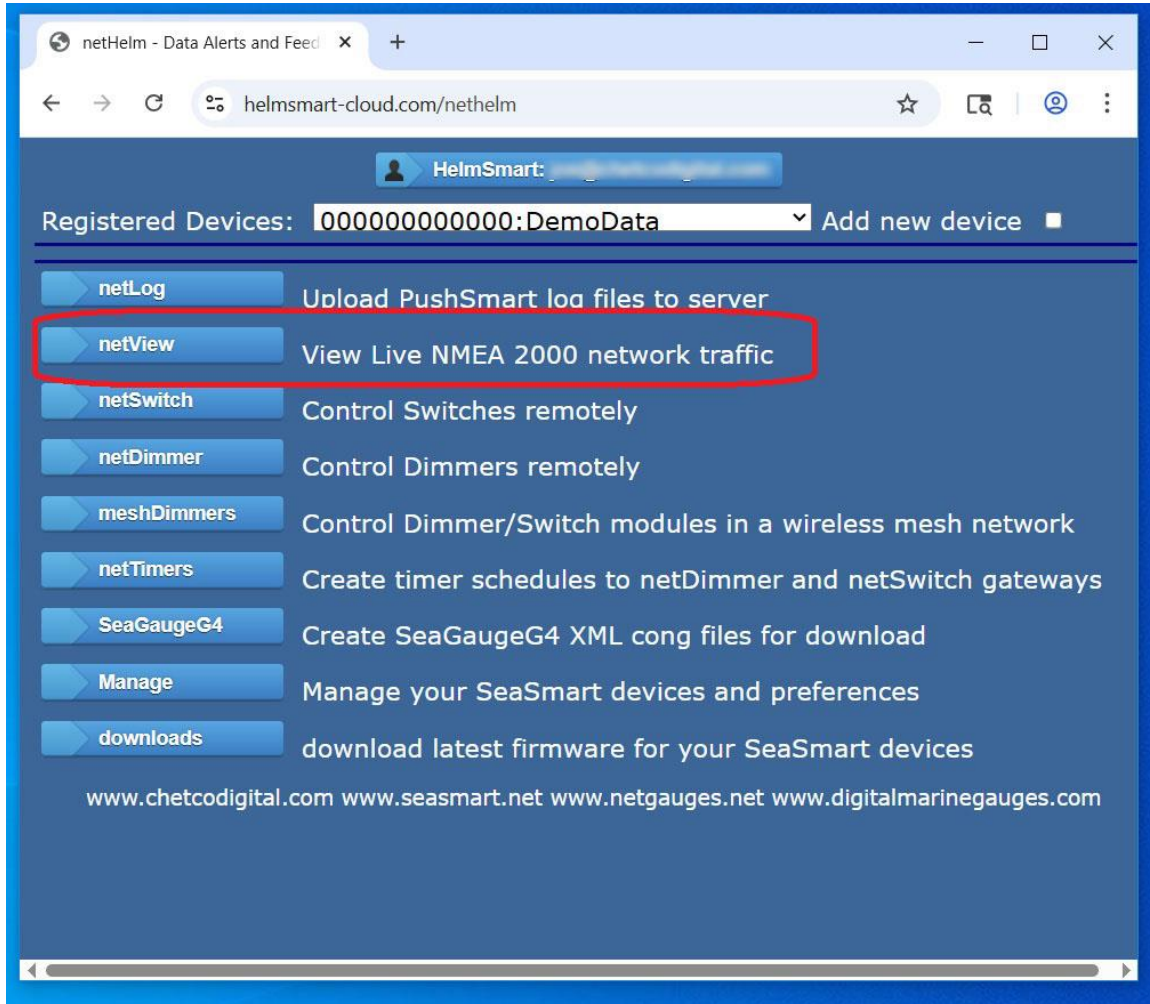 netHelm - Data Alerts and Feed
helmsmart-cloud.com/nethelm
HelmSmart:
Registered Devices: 000000000000:DemoData Add new device
netLog Upload PushSmart log files to server
netView View Live NMEA 2000 network traffic
netSwitch Control Switches remotely
netDimmer Control Dimmers remotely
meshDimmers Control Dimmer/Switch modules in a wireless mesh network
netTimers Create timer schedules to netDimmer and netSwitch gateways
SeaGaugeG4 Create SeaGaugeG4 XML cong files for download
Manage Manage your SeaSmart devices and preferences
downloads download latest firmware for your SeaSmart devices
www.chetcodigital.com www.seasmart.net www.netgauges.net www.digitalmarinegauges.com